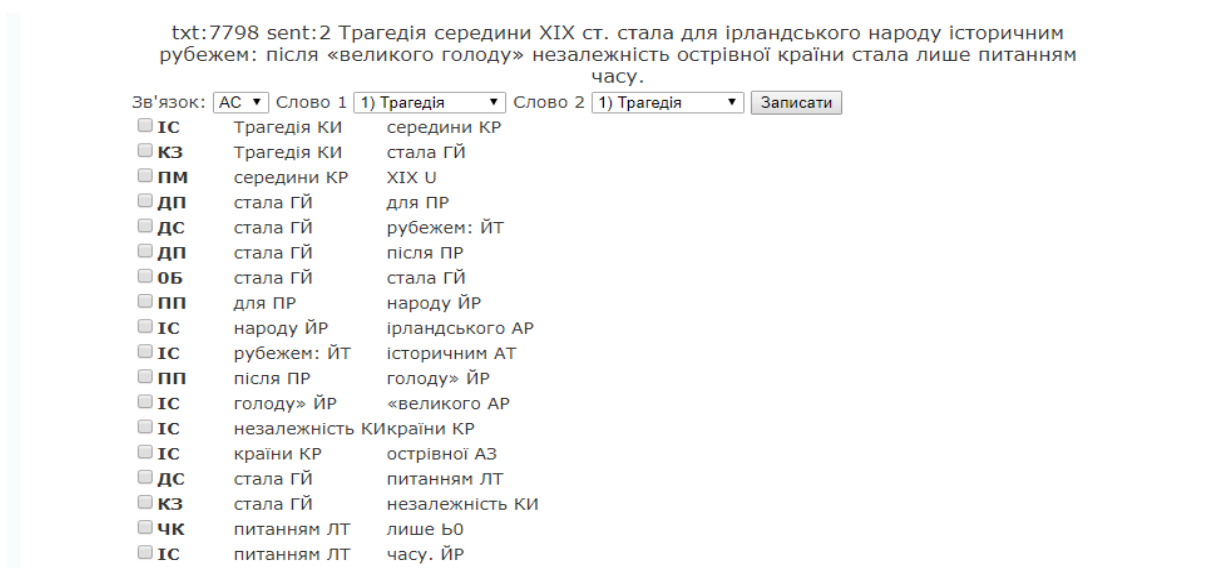 txt:7798 sent:2 Трагедія середини XIX ст. стала для ірландського народу історичним
рубежем: після «великого голоду» незалежність острівної країни стала лише питанням
часу.
Зв'язок: АС Слово 1 1) Трагедія Слово 2 1) Трагедія Записати
ІС Трагедія КИ середини КР
КЗ Трагедія КИ стала ГЙ
ПМ середини КР XIX U
ДП стала ГЙ для ПР
ДС стала ГЙ рубежем: ЙТ
ДП стала ГЙ після ПР
0Б стала ГЙ стала ГЙ
ПП для ПР народу ЙР
ІС народу ЙР ірландського АР
ІС рубежем: ЙТ історичним АТ
ПП після ПР голоду» ЙР
ІС голоду» ЙР «великого АР
ІС незалежність КИ країни КР
ІС країни КР острівної АЗ
ДС стала ГЙ питанням ЛТ
КЗ стала ГЙ незалежність КИ
ЧК питанням ЛТ лише Ь0
ІС питанням ЛТ часу. ЙР